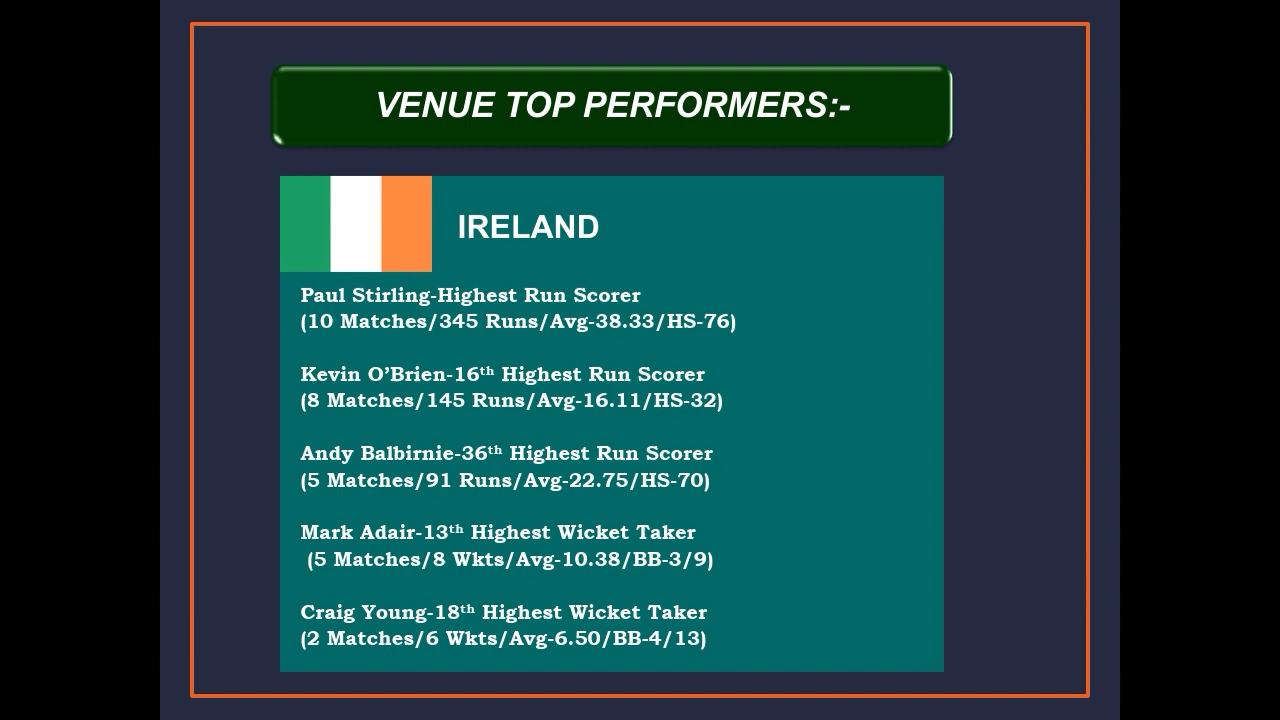 VENUE TOP PERFORMERS:-
IRELAND
Paul Stirling-Highest Run Scorer
(10 Matches/345 Runs/Avg-38.33/HS-76)
Kevin O’Brien-16th Highest Run Scorer
(8 Matches/145 Runs/Avg-16.11/HS-32)
Andy Balbirnie-36th Highest Run Scorer
(5 Matches/91 Runs/Avg-22.75/HS-70)
Mark Adair-13th Highest Wicket Taker
(5 Matches/8 Wkts/Avg-10.38/BB-3/9)
Craig Young-18th Highest Wicket Taker
(2 Matches/6 Wkts/Avg-6.50/BB-4/13)